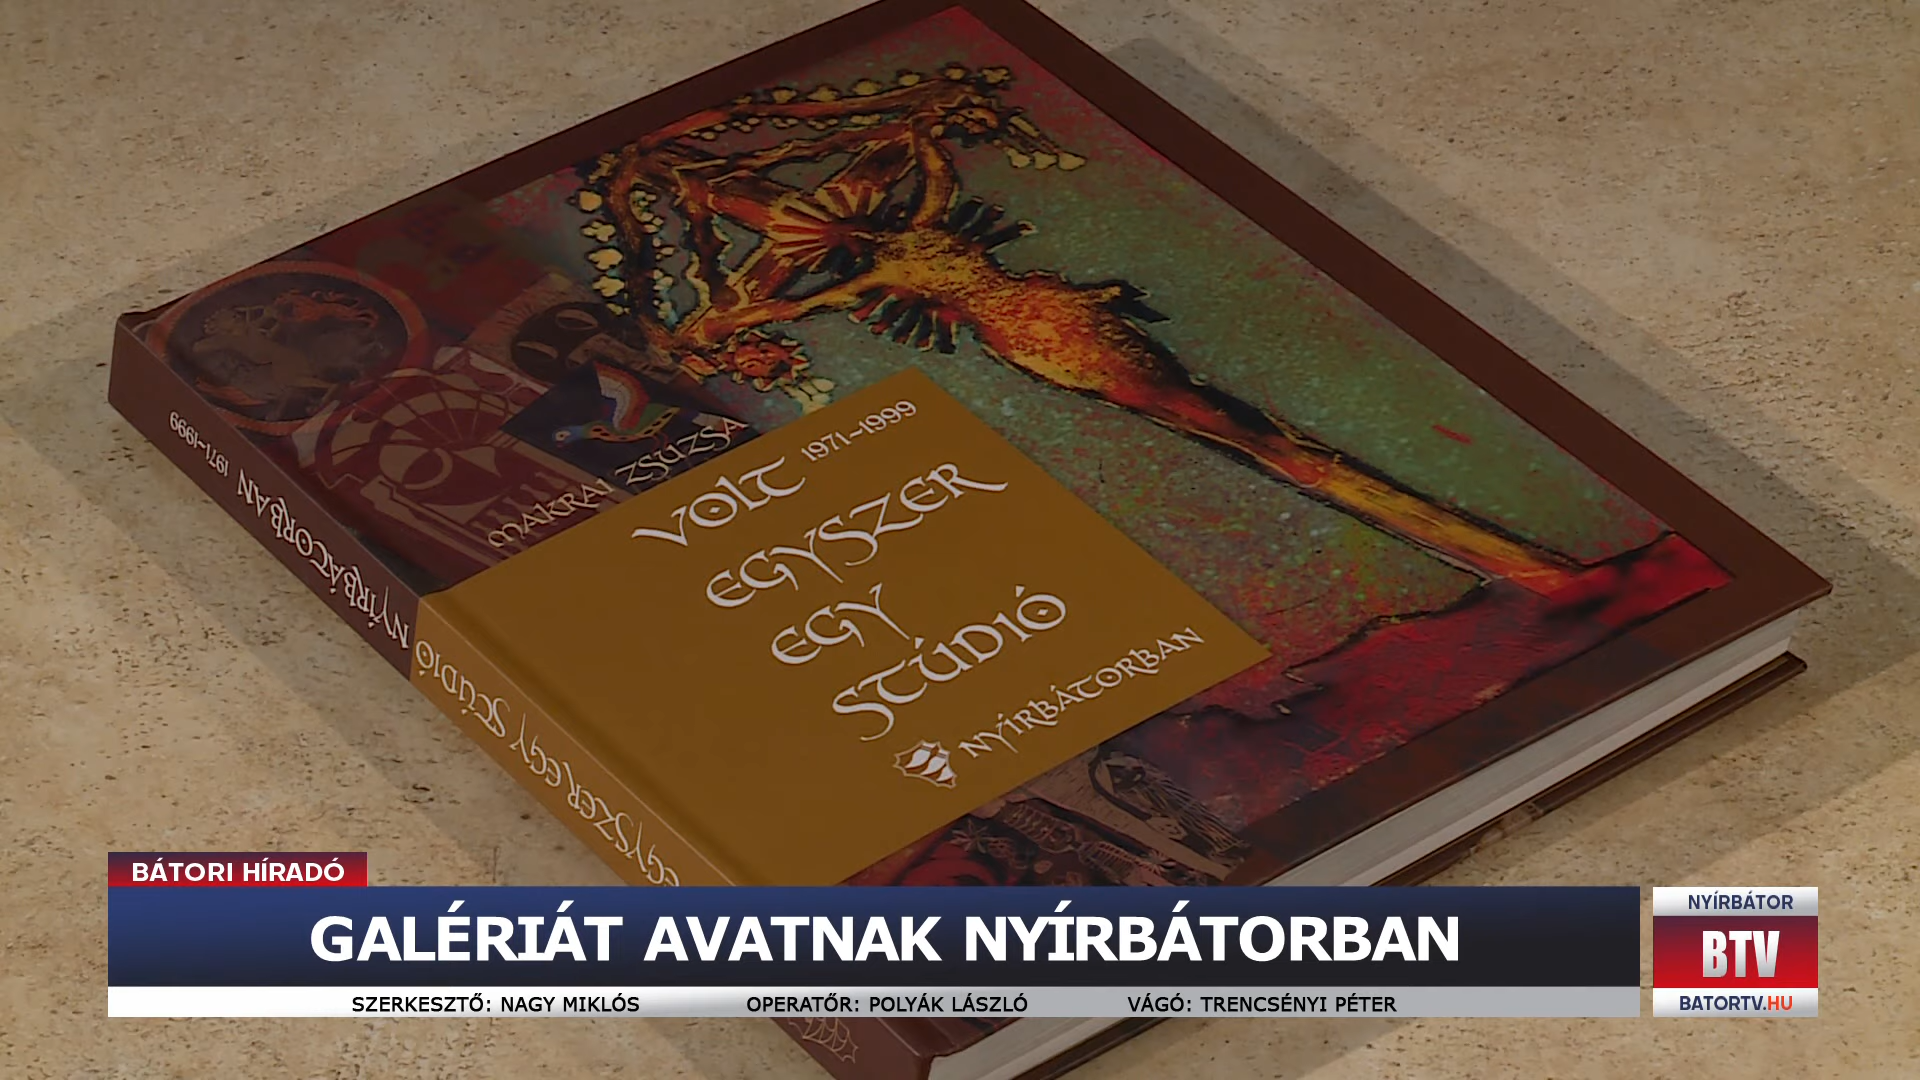 MAKRAI ZSUZSA
VOLT 1971~1999
EGYSZER
EGY
STÚDIÓ
NYÍRBÁTORBAN
EGYSZER EGY STÚDIÓ NYÍRBÁTORBAN 1971~1999
BÁTORI HÍRADÓ
GALÉRIÁT AVATNAK NYÍRBÁTORBAN
SZERKESZTŐ: NAGY MIKLÓS OPERATŐR: POLYÁK LÁSZLÓ VÁGÓ: TRENCSÉNYI PÉTER
NYÍRBÁTOR
BTV
BATORTV.HU